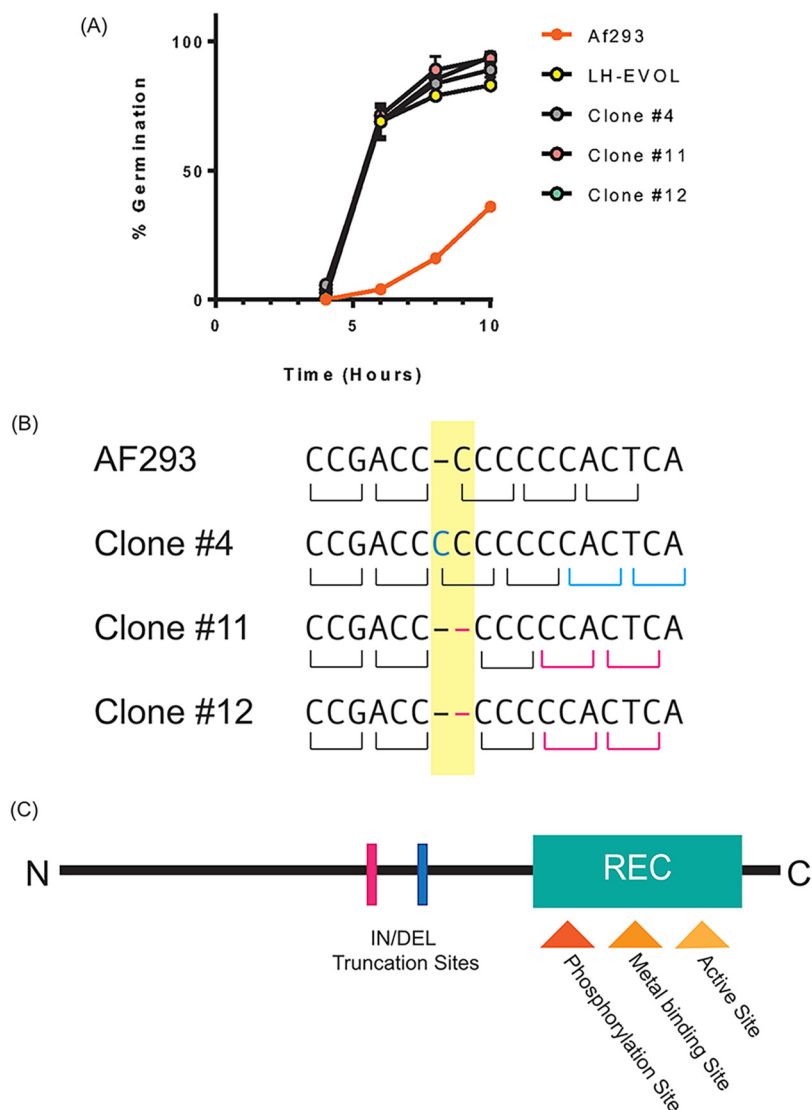 (A)
100
50
0
% Germination
0
5
10
Time (Hours)
Af293
LH-EVOL
Clone #4
Clone #11
Clone #12
(B)
AF293 CCGACC–CCCCCCACTCA
Clone #4 CCGACCCCCCCCCACTCA
Clone #11 CCGACC––CCCCCACTCA
Clone #12 CCGACC––CCCCCACTCA
(C)
N
REC
C
IN/DEL
Truncation Sites
Phosphorylation Site
Metal binding Site
Active Site